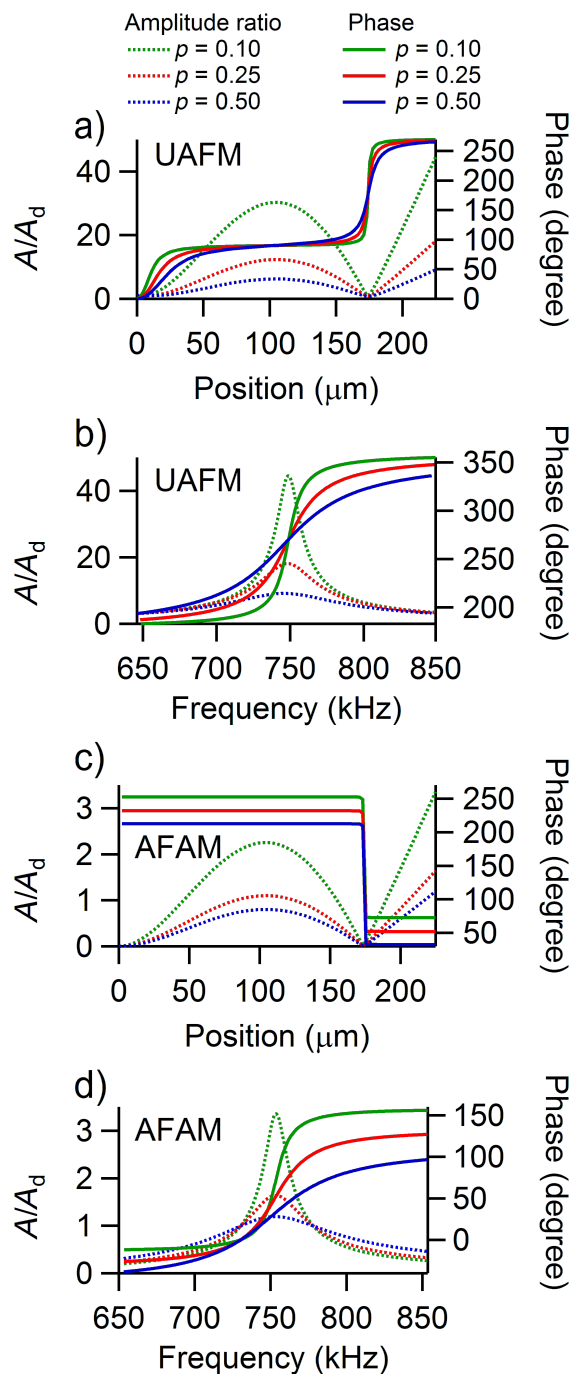 Amplitude ratio Phase
p = 0.10 p = 0.10
p = 0.25 p = 0.25
p = 0.50 p = 0.50
a)
UAFM
A/Ad
40
20
0
Phase (degree)
250
200
150
100
50
0
0 50 100 150 200
Position (μm)
b)
UAFM
A/Ad
40
20
0
Phase (degree)
350
300
250
200
650 700 750 800 850
Frequency (kHz)
c)
AFAM
A/Ad
3
2
1
0
Phase (degree)
250
200
150
100
50
0 50 100 150 200
Position (μm)
d)
AFAM
A/Ad
3
2
1
0
Phase (degree)
150
100
50
0
650 700 750 800 850
Frequency (kHz)